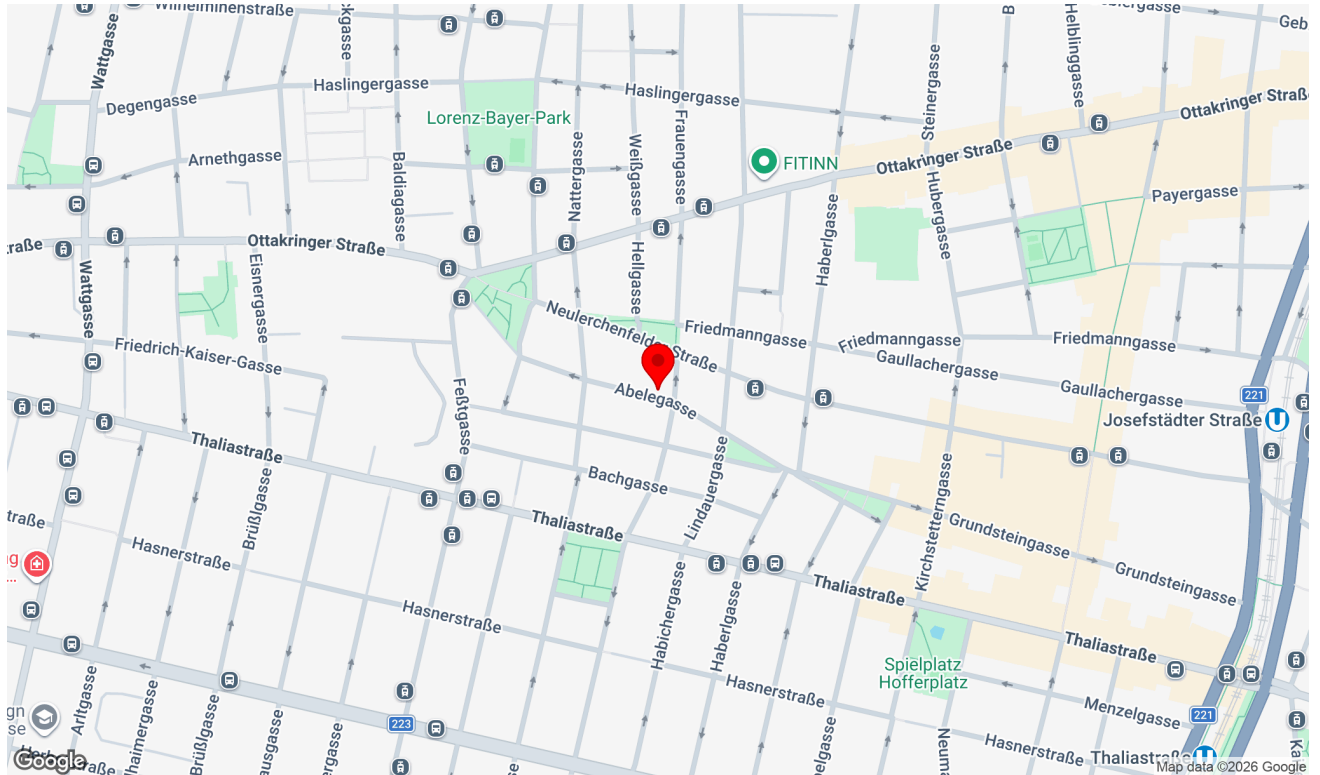 Wilhelminenstraße
Wattgasse
Haslingergasse
Degengasse
Lorenz-Bayer-Park
Haslingergasse
Frauengasse
Steinergasse
Helblinggasse
Ottakringer Straße
Arnethgasse
Baldiagasse
Nattergasse
Weißgasse
FITINN
Ottakringer Straße
Payergasse
Hubergasse
Haberlgasse
Ottakringer Straße
Eisnergasse
Wattgasse
Hellgasse
Neulerchenfelder Straße
Friedmanngasse
Friedmanngasse
Friedmanngasse
Friedrich-Kaiser-Gasse
Gaullachergasse
Gaullachergasse
221
Josefstädter Straße
U
Abelegasse
Feßtgasse
Thaliastraße
Bachgasse
Lindauergasse
Brüßlgasse
Thaliastraße
Kirchstetterngasse
Grundsteingasse
Grundsteingasse
Hasnerstraße
Thaliastraße
Hasnerstraße
Habichergasse
Haberlgasse
Thaliastraße
Spielplatz
Hofferplatz
Hasnerstraße
Menzelgasse
221
Arltgasse
Brüßlgasse
223
Hasnerstraße
Thaliastraße
U
Google
Map data ©2026 Google